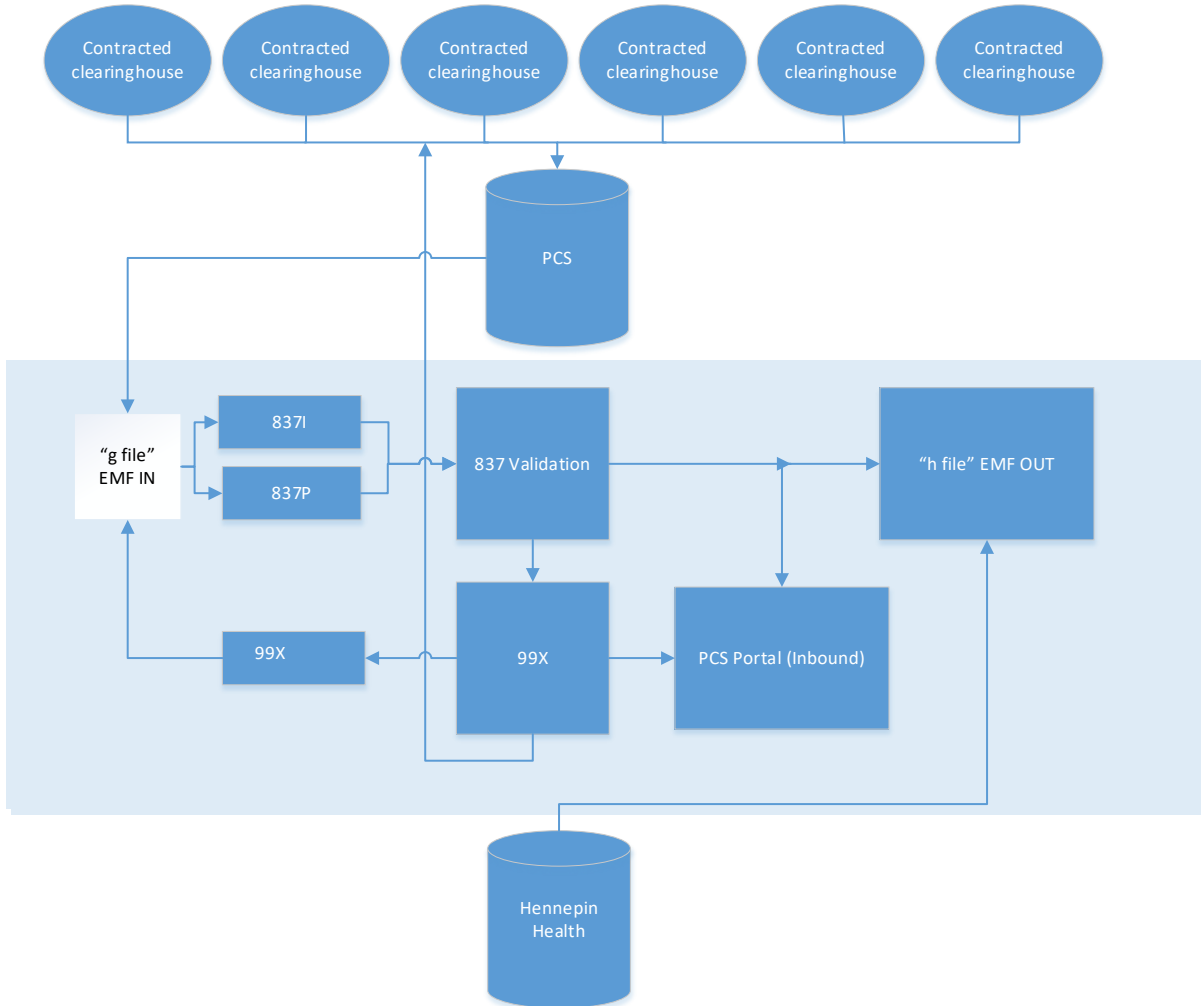 Contracted
clearinghouse
Contracted
clearinghouse
Contracted
clearinghouse
Contracted
clearinghouse
Contracted
clearinghouse
Contracted
clearinghouse
PCS
“g file”
EMF IN
837I
837P
837 Validation
“h file” EMF OUT
99X
99X
PCS Portal (Inbound)
Hennepin
Health